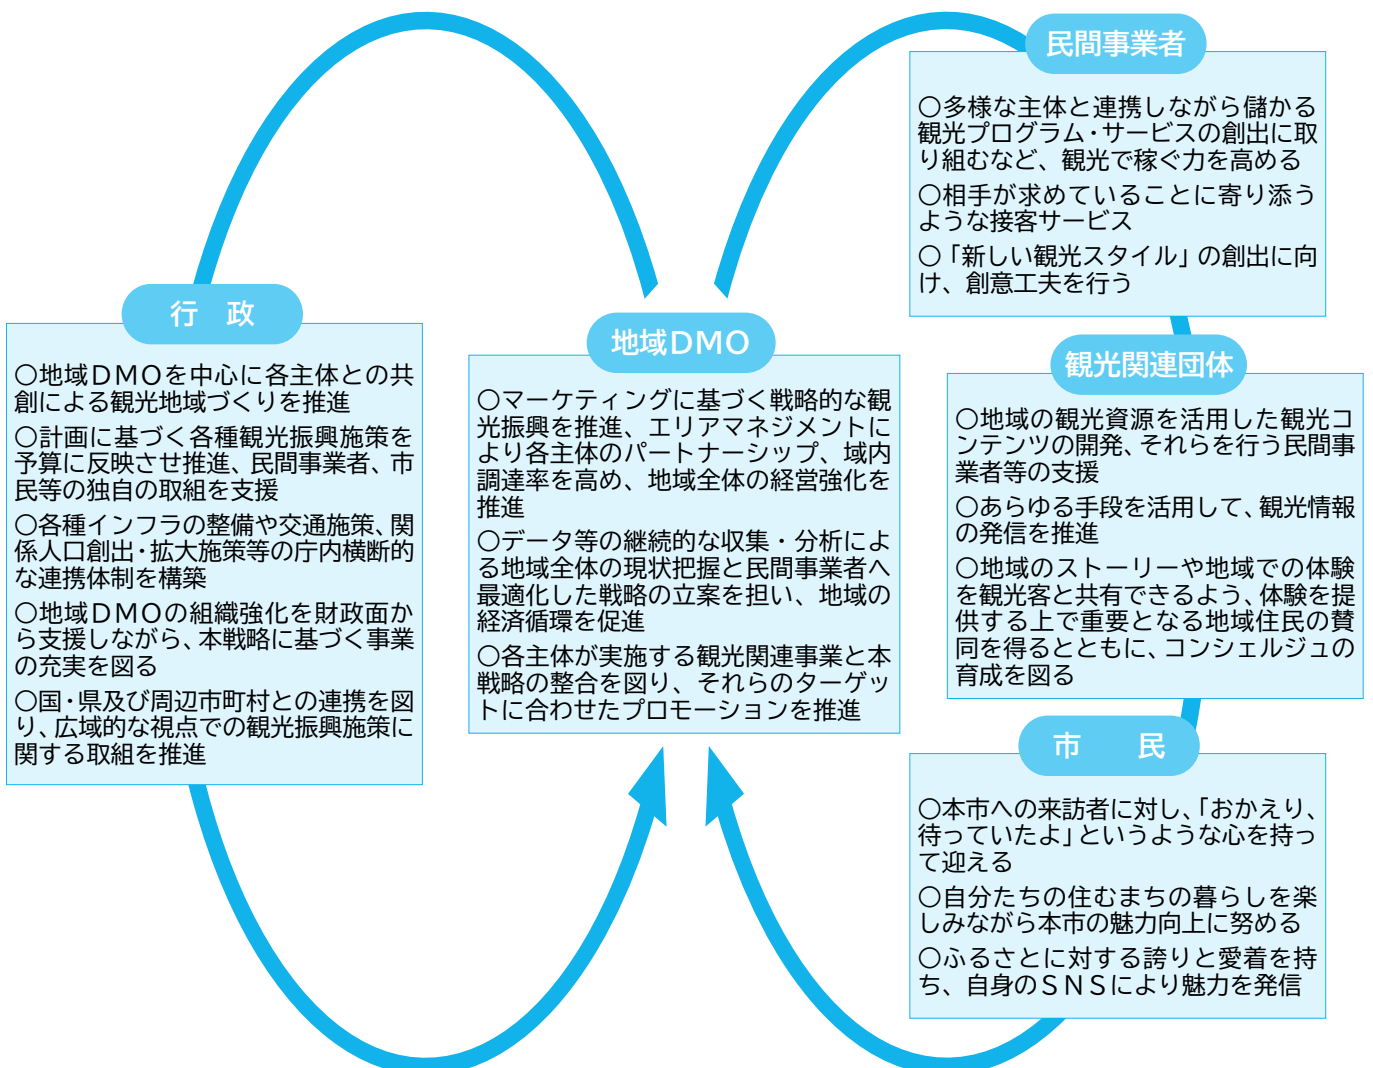 行　政
〇地域ＤＭＯを中心に各主体との共
創による観光地域づくりを推進
〇計画に基づく各種観光振興施策を
予算に反映させ推進、民間事業者、市
民等の独自の取組を支援
〇各種インフラの整備や交通施策、関
係人口創出・拡大施策等の庁内横断的
な連携体制を構築
〇地域ＤＭＯの組織強化を財政面か
ら支援しながら、本戦略に基づく事業
の充実を図る
〇国・県及び周辺市町村との連携を図
り、広域的な視点での観光振興施策に
関する取組を推進
地域ＤＭＯ
〇マーケティングに基づく戦略的な観
光振興を推進、エリアマネジメントに
より各主体のパートナーシップ、域内
調達率を高め、地域全体の経営強化を
推進
〇データ等の継続的な収集・分析によ
る地域全体の現状把握と民間事業者へ
最適化した戦略の立案を担い、地域の
経済循環を促進
〇各主体が実施する観光関連事業と本
戦略の整合を図り、それらのターゲッ
トに合わせたプロモーションを推進
民間事業者
〇多様な主体と連携しながら儲かる
観光プログラム・サービスの創出に取
り組むなど、観光で稼ぐ力を高める
〇相手が求めていることに寄り添う
ような接客サービス
〇「新しい観光スタイル」の創出に向
け、創意工夫を行う
観光関連団体
〇地域の観光資源を活用した観光コ
ンテンツの開発、それらを行う民間事
業者等の支援
〇あらゆる手段を活用して、観光情報
の発信を推進
〇地域のストーリーや地域での体験
を観光客と共有できるよう、体験を提
供する上で重要となる地域住民の賛
同を得るとともに、コンシェルジュの
育成を図る
市　民
〇本市への来訪者に対し、「おかえり、
待っていたよ」というような心を持っ
て迎える
〇自分たちの住むまちの暮らしを楽
しみながら本市の魅力向上に努める
〇ふるさとに対する誇りと愛着を持
ち、自身のＳＮＳにより魅力を発信